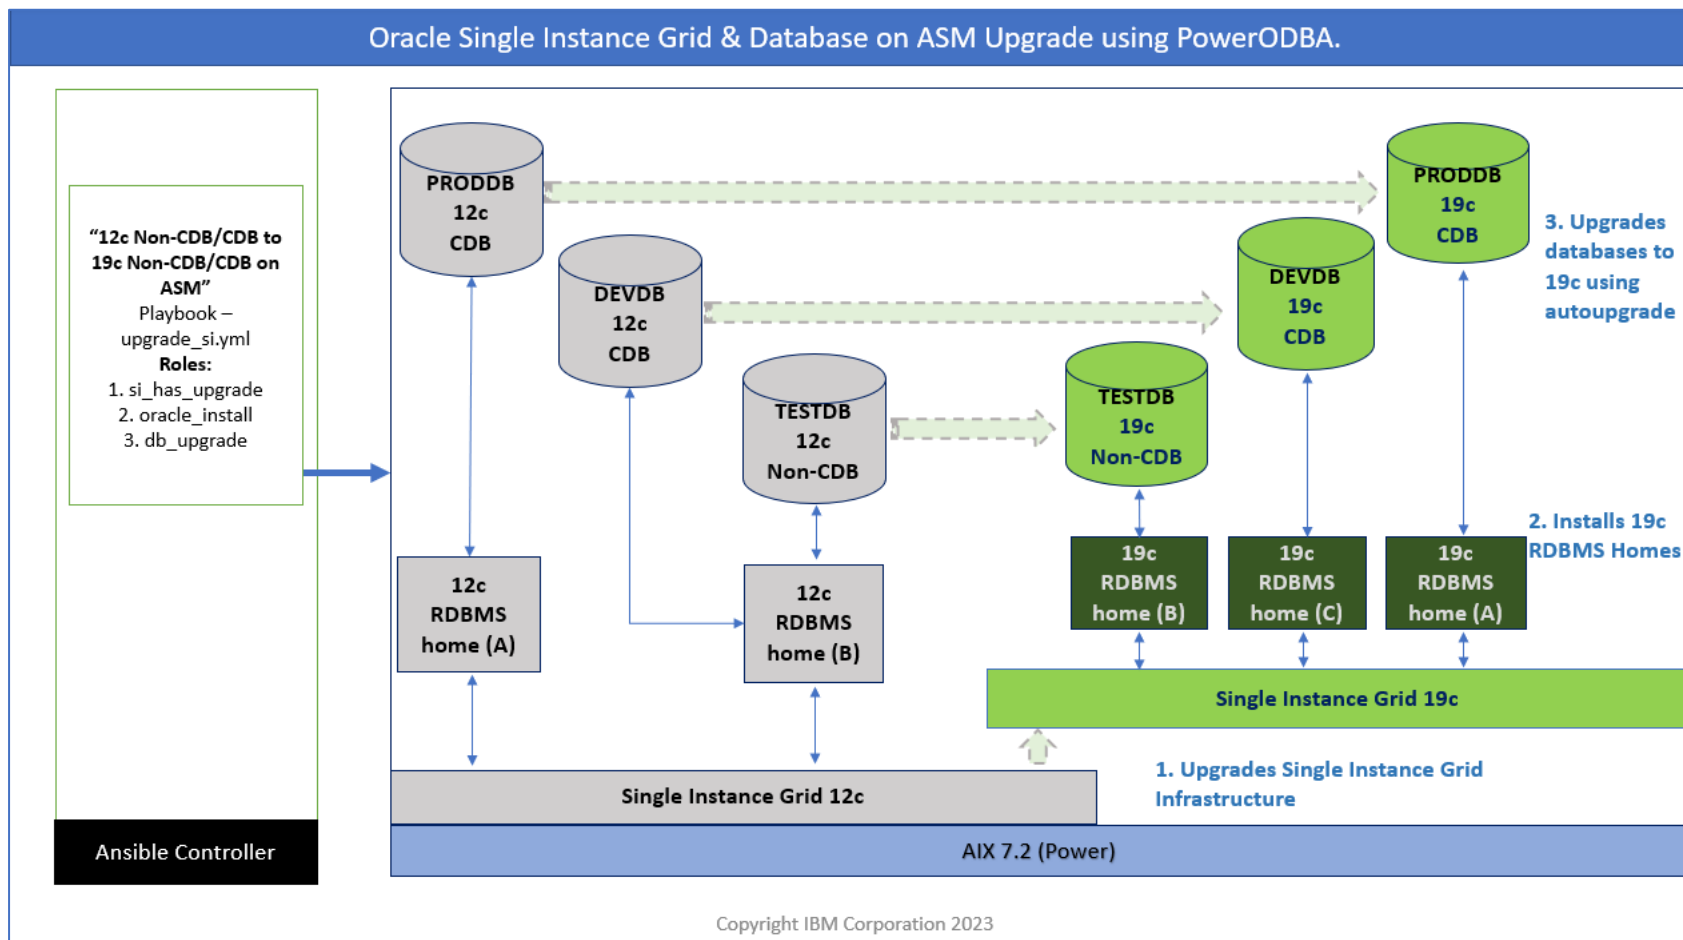 Oracle Single Instance Grid & Database on ASM Upgrade using PowerODBA.
“12c Non-CDB/CDB to
19c Non-CDB/CDB on
ASM”
Playbook –
upgrade_si.yml
Roles:
1. si_has_upgrade
2. oracle_install
3. db_upgrade
Ansible Controller
PRODDB
12c
CDB
DEVDB
12c
CDB
TESTDB
12c
Non-CDB
TESTDB
19c
Non-CDB
DEVDB
19c
CDB
PRODDB
19c
CDB
3. Upgrades
databases to
19c using
autoupgrade
12c
RDBMS
home (A)
12c
RDBMS
home (B)
19c
RDBMS
home (B)
19c
RDBMS
home (C)
19c
RDBMS
home (A)
2. Installs 19c
RDBMS Homes
Single Instance Grid 19c
1. Upgrades Single Instance Grid
Infrastructure
Single Instance Grid 12c
AIX 7.2 (Power)
Copyright IBM Corporation 2023